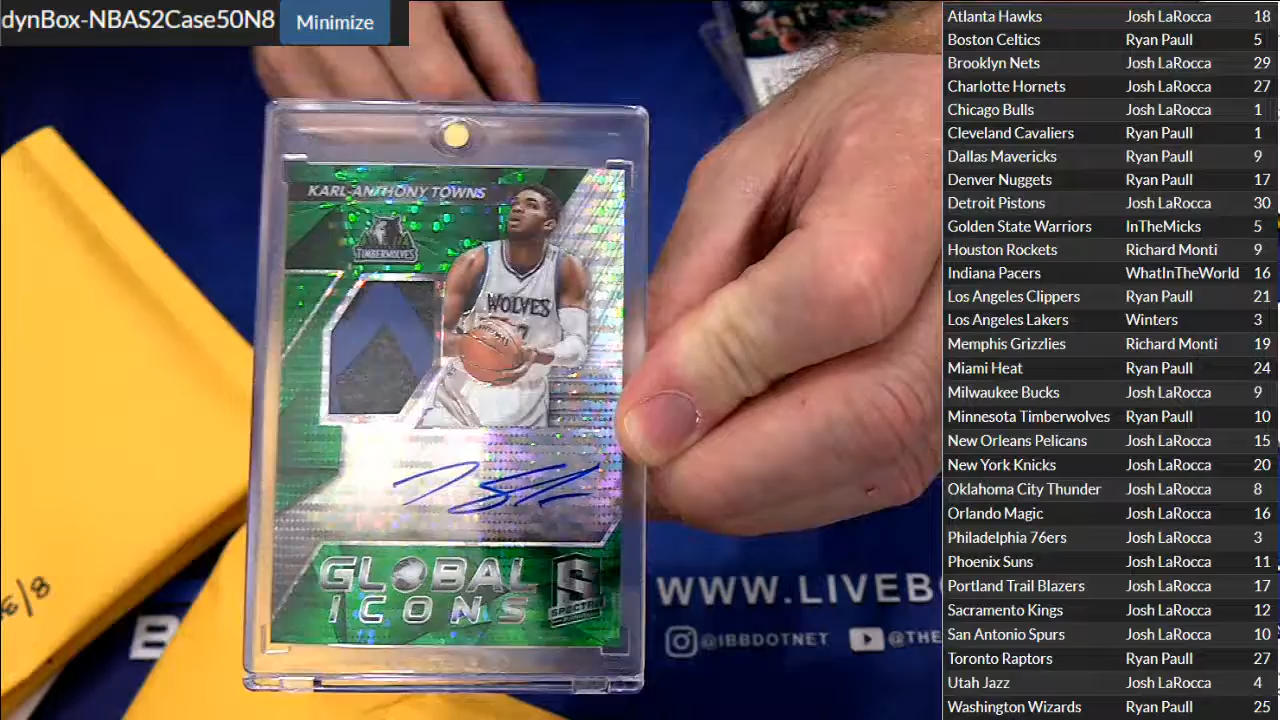 dynBox-NBAS2Case50N8
Minimize
KARL-ANTHONY TOWNS
TIMBERWOLVES
WOLVES
GLOBAL
ICONS
S
SPECTRA
8/
WWW.LIVEB
@IBBDOTNET
@THE
Atlanta Hawks Josh LaRocca 18
Boston Celtics Ryan Paull 5
Brooklyn Nets Josh LaRocca 29
Charlotte Hornets Josh LaRocca 27
Chicago Bulls Josh LaRocca 1
Cleveland Cavaliers Ryan Paull 1
Dallas Mavericks Ryan Paull 9
Denver Nuggets Ryan Paull 17
Detroit Pistons Josh LaRocca 30
Golden State Warriors InTheMicks 5
Houston Rockets Richard Monti 9
Indiana Pacers WhatInTheWorld 16
Los Angeles Clippers Ryan Paull 21
Los Angeles Lakers Winters 3
Memphis Grizzlies Richard Monti 19
Miami Heat Ryan Paull 24
Milwaukee Bucks Josh LaRocca 9
Minnesota Timberwolves Ryan Paull 10
New Orleans Pelicans Josh LaRocca 15
New York Knicks Josh LaRocca 20
Oklahoma City Thunder Josh LaRocca 8
Orlando Magic Josh LaRocca 16
Philadelphia 76ers Josh LaRocca 3
Phoenix Suns Josh LaRocca 11
Portland Trail Blazers Josh LaRocca 17
Sacramento Kings Josh LaRocca 12
San Antonio Spurs Josh LaRocca 10
Toronto Raptors Ryan Paull 27
Utah Jazz Josh LaRocca 4
Washington Wizards Ryan Paull 25